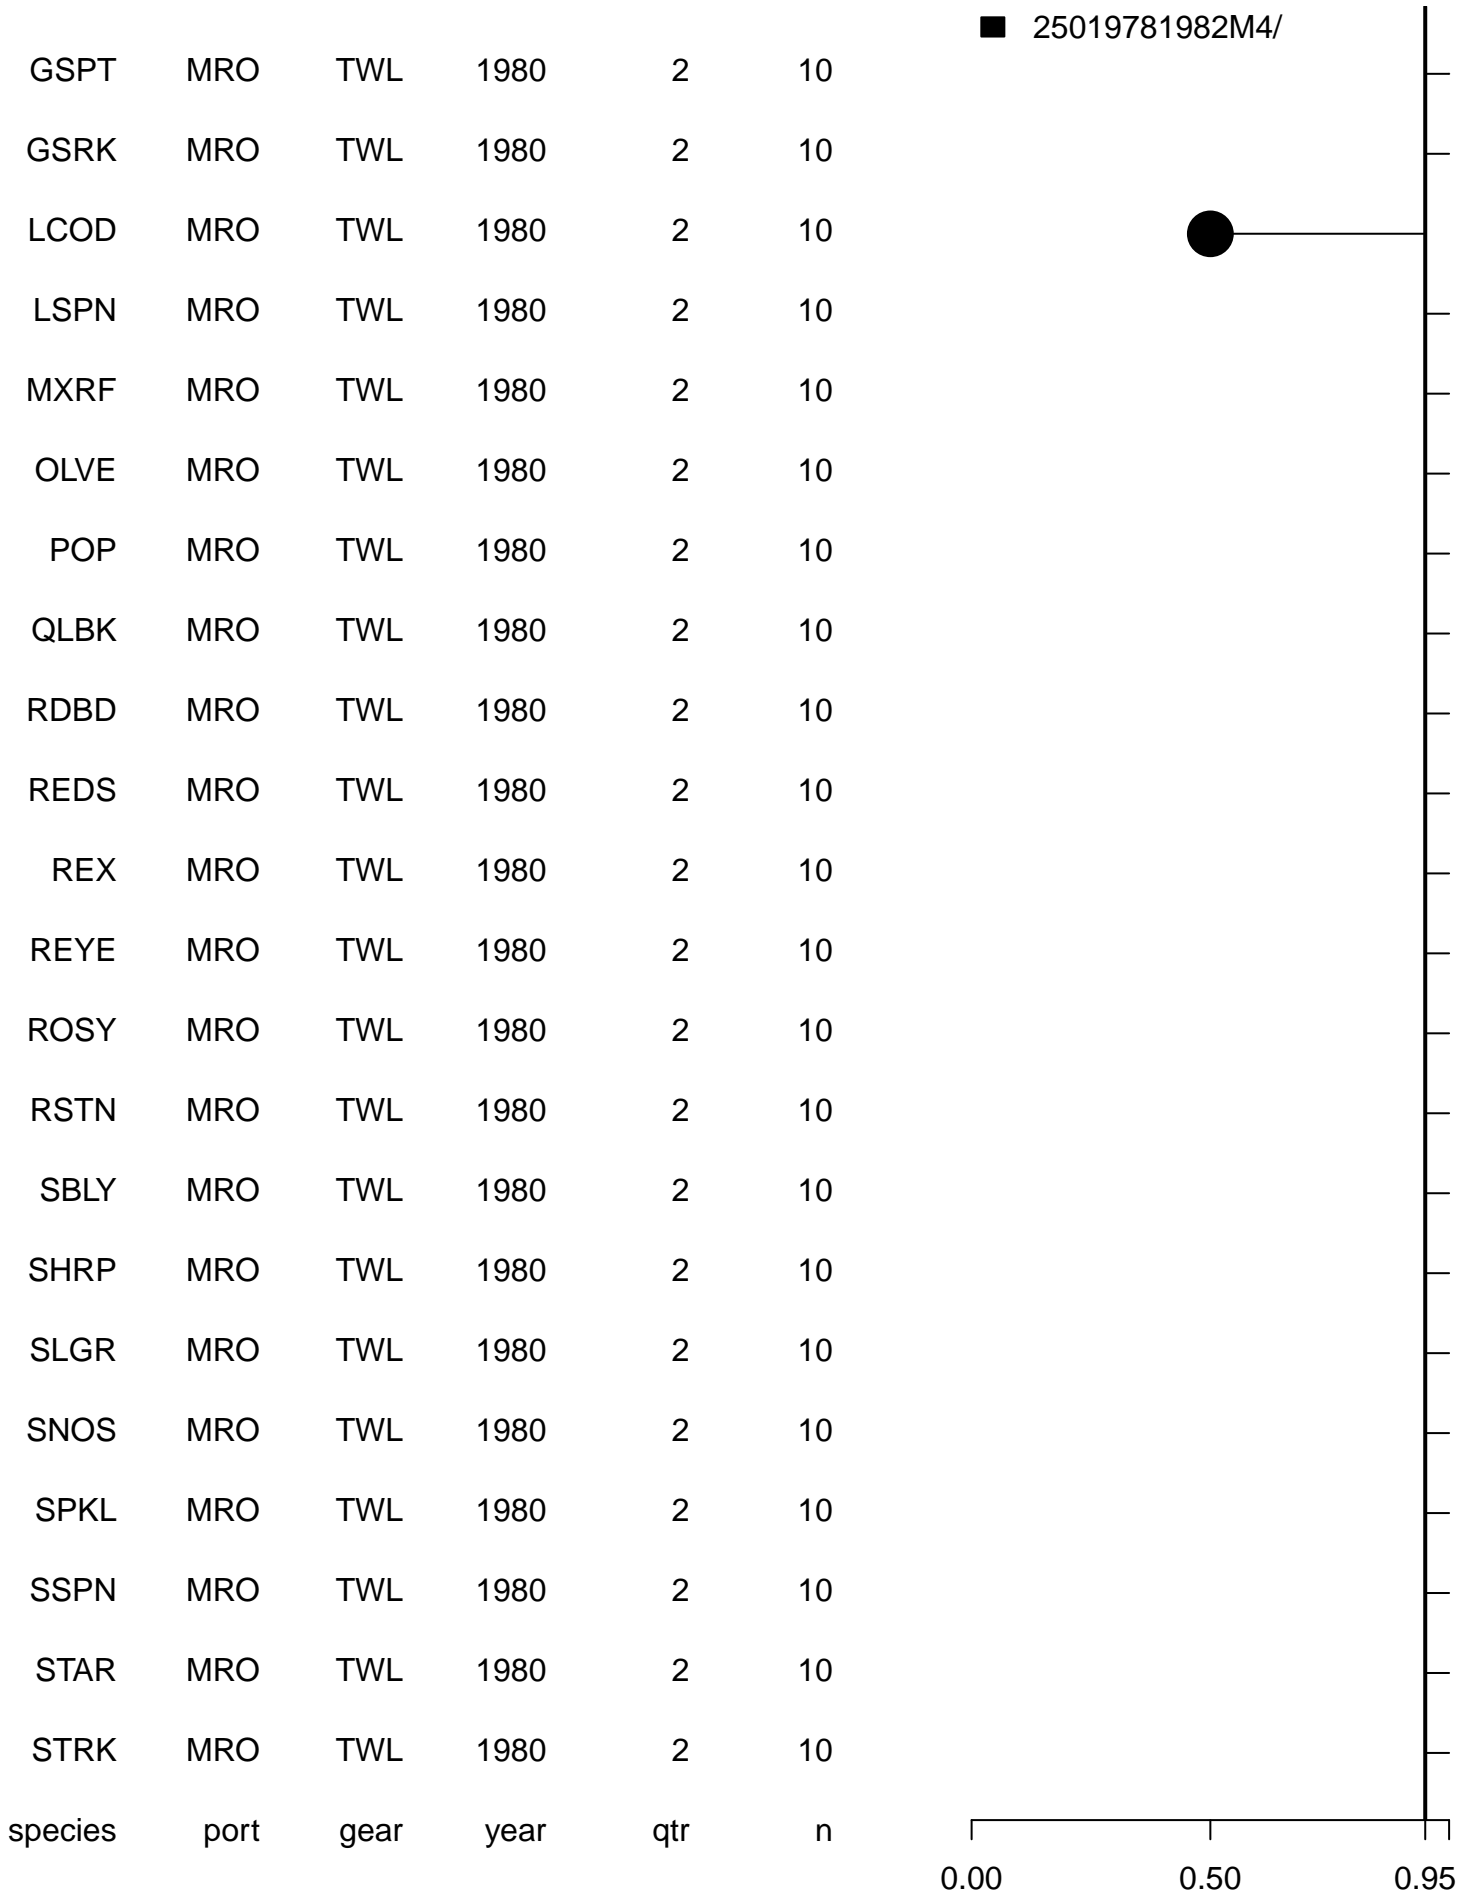 25019781982M4/
GSPT MRO TWL 1980 2 10
GSRK MRO TWL 1980 2 10
LCOD MRO TWL 1980 2 10
LSPN MRO TWL 1980 2 10
MXRF MRO TWL 1980 2 10
OLVE MRO TWL 1980 2 10
POP MRO TWL 1980 2 10
QLBK MRO TWL 1980 2 10
RDBD MRO TWL 1980 2 10
REDS MRO TWL 1980 2 10
REX MRO TWL 1980 2 10
REYE MRO TWL 1980 2 10
ROSY MRO TWL 1980 2 10
RSTN MRO TWL 1980 2 10
SBLY MRO TWL 1980 2 10
SHRP MRO TWL 1980 2 10
SLGR MRO TWL 1980 2 10
SNOS MRO TWL 1980 2 10
SPKL MRO TWL 1980 2 10
SSPN MRO TWL 1980 2 10
STAR MRO TWL 1980 2 10
STRK MRO TWL 1980 2 10
species port gear year qtr n
0.00 0.50 0.95